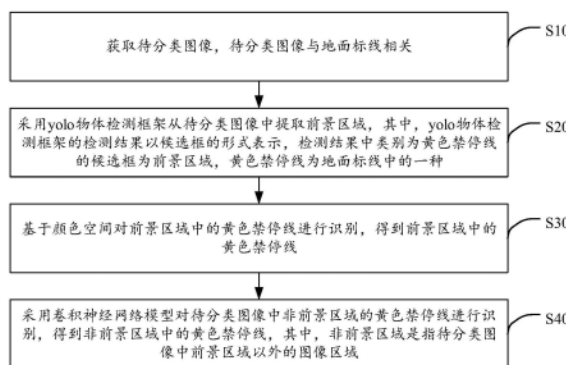 获取待分类图像，待分类图像与地面标线相关
S10
采用yolo物体检测框架从待分类图像中提取前景区域，其中，yolo物体检
测框架的检测结果以候选框的形式表示，检测结果中类别为黄色禁停线
的候选框为前景区域，黄色禁停线为地面标线中的一种
S20
基于颜色空间对前景区域中的黄色禁停线进行识别，得到前景区域中的
黄色禁停线
S30
采用卷积神经网络模型对待分类图像中非前景区域的黄色禁停线进行识
别，得到非前景区域中的黄色禁停线，其中，非前景区域是指待分类图
像中前景区域以外的图像区域
S40